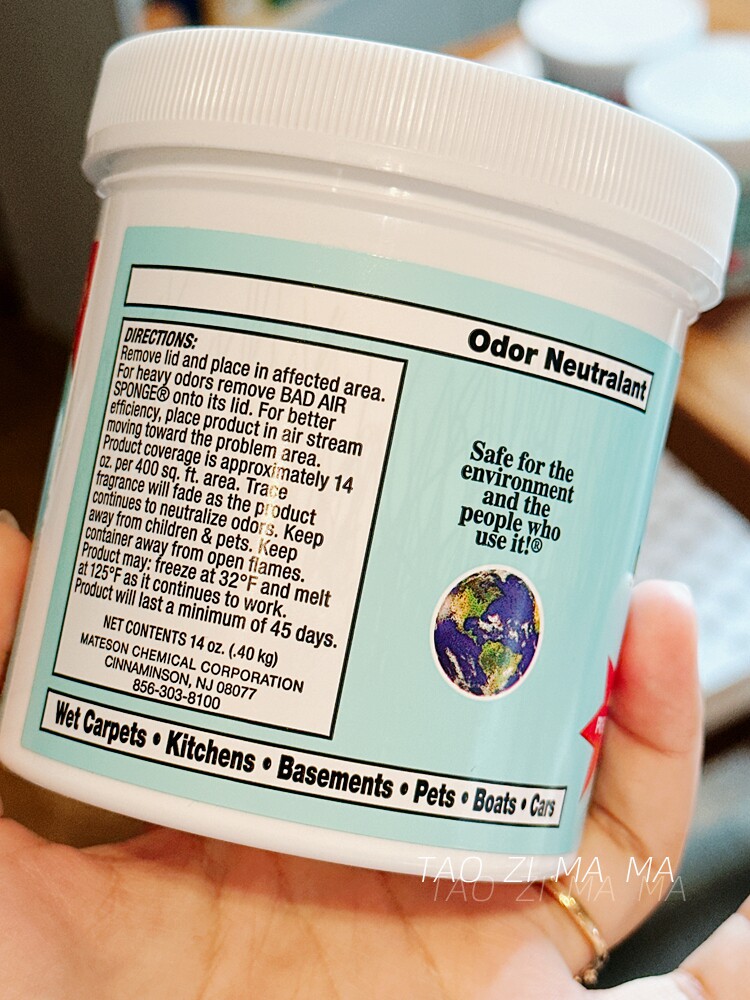 Odor Neutralant
DIRECTIONS:
Remove lid and place in affected area.
For heavy odors remove BAD AIR
SPONGE® onto its lid. For better
efficiency, place product in air stream
moving toward the problem area.
Product coverage is approximately 14
oz. per 400 sq. ft. area. Trace
fragrance will fade as the product
continues to neutralize odors. Keep
away from children & pets. Keep
container away from open flames.
Product may: freeze at 32°F and melt
at 125°F as it continues to work.
Product will last a minimum of 45 days.
NET CONTENTS 14 oz. (.40 kg)
MATESON CHEMICAL CORPORATION
CINNAMINSON, NJ 08077
856-303-8100
Safe for the
environment
and the
people who
use it!®
Wet Carpets • Kitchens • Basements • Pets • Boats • Cars
TAO ZI MA MA
TAO ZI MA MA